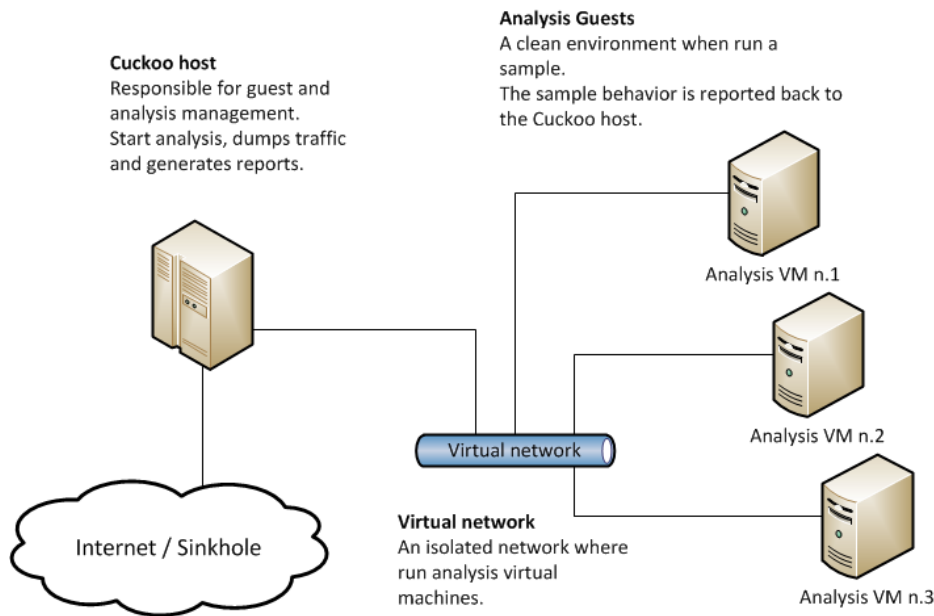 Analysis Guests
A clean environment when run a
sample.
The sample behavior is reported back to
the Cuckoo host.
Cuckoo host
Responsible for guest and
analysis management.
Start analysis, dumps traffic
and generates reports.
Analysis VM n.1
Analysis VM n.2
Virtual network
Internet / Sinkhole
Virtual network
An isolated network where
run analysis virtual
machines.
Analysis VM n.3